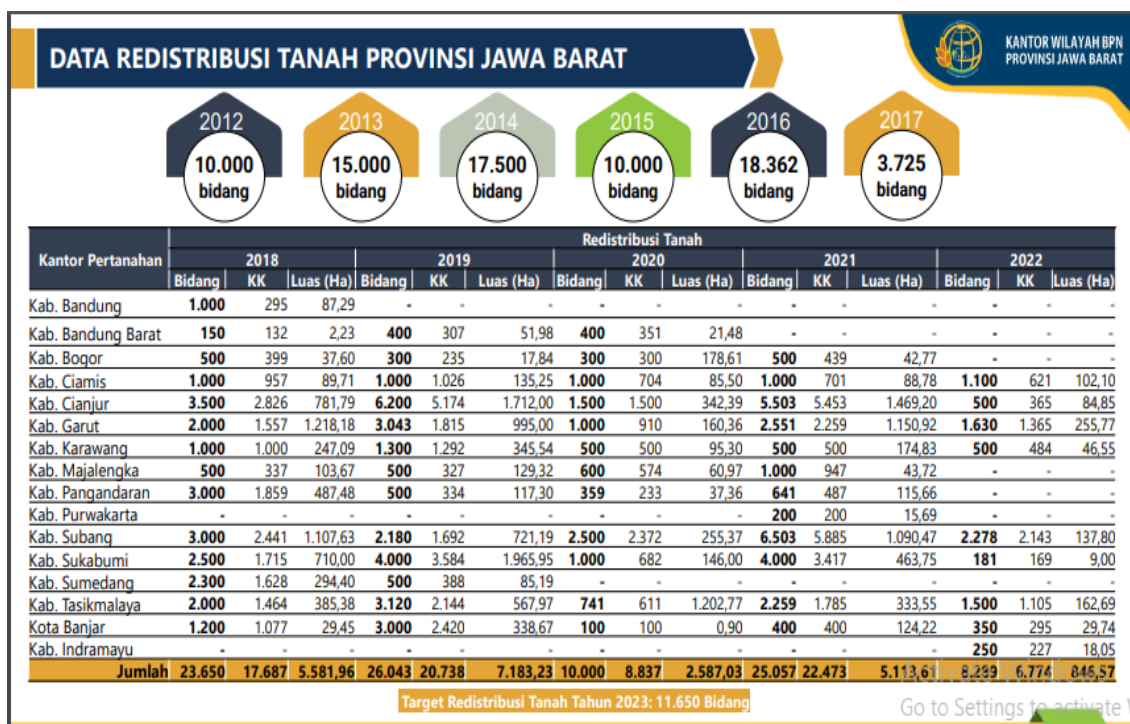 DATA REDISTRIBUSI TANAH PROVINSI JAWA BARAT
KANTOR WILAYAH BPN
PROVINSI JAWA BARAT
2012 2013 2014 2015 2016 2017
10.000 15.000 17.500 10.000 18.362 3.725
bidang bidang bidang bidang bidang bidang
Redistribusi Tanah
Kantor Pertanahan 2018 2019 2020 2021 2022
Bidang KK Luas (Ha) Bidang KK Luas (Ha) Bidang KK Luas (Ha) Bidang KK Luas (Ha) Bidang KK Luas (Ha)
Kab. Bandung 1.000 295 87,29 - - - - - - - - - - - -
Kab. Bandung Barat 150 132 2,23 400 307 51,98 400 351 21,48 - - - - - -
Kab. Bogor 500 399 37,60 300 235 17,84 300 300 178,61 500 439 42,77 - - -
Kab. Ciamis 1.000 957 89,71 1.000 1.026 135,25 1.000 704 85,50 1.000 701 88,78 1.100 621 102,10
Kab. Cianjur 3.500 2.826 781,79 6.200 5.174 1.712,00 1.500 1.500 342,39 5.503 5.453 1.469,20 500 365 84,85
Kab. Garut 2.000 1.557 1.218,18 3.043 1.815 995,00 1.000 910 160,36 2.551 2.259 1.150,92 1.630 1.365 255,77
Kab. Karawang 1.000 1.000 247,09 1.300 1.292 345,54 500 500 95,30 500 500 174,83 500 484 46,55
Kab. Majalengka 500 337 103,67 500 327 129,32 600 574 60,97 1.000 947 43,72 - - -
Kab. Pangandaran 3.000 1.859 487,48 500 334 117,30 359 233 37,36 641 487 115,66 - - -
Kab. Purwakarta - - - - - - - - - 200 200 15,69 - - -
Kab. Subang 3.000 2.441 1.107,63 2.180 1.692 721,19 2.500 2.372 255,37 6.503 5.885 1.090,47 2.278 2.143 137,80
Kab. Sukabumi 2.500 1.715 710,00 4.000 3.584 1.965,95 1.000 682 146,00 4.000 3.417 463,75 181 169 9,00
Kab. Sumedang 2.300 1.628 294,40 500 388 85,19 - - - - - - - - -
Kab. Tasikmalaya 2.000 1.464 385,38 3.120 2.144 567,97 741 611 1.202,77 2.259 1.785 333,55 1.500 1.105 162,69
Kota Banjar 1.200 1.077 29,45 3.000 2.420 338,67 100 100 0,90 400 400 124,22 350 295 29,74
Kab. Indramayu - - - - - - - - - - - - 250 227 18,05
Jumlah 23.650 17.687 5.581,96 26.043 20.738 7.183,23 10.000 8.837 2.587,03 25.057 22.473 5.113,61 8.289 6.774 846,57
Target Redistribusi Tanah Tahun 2023: 11.650 Bidang
Activate Windows
Go to Settings to activate